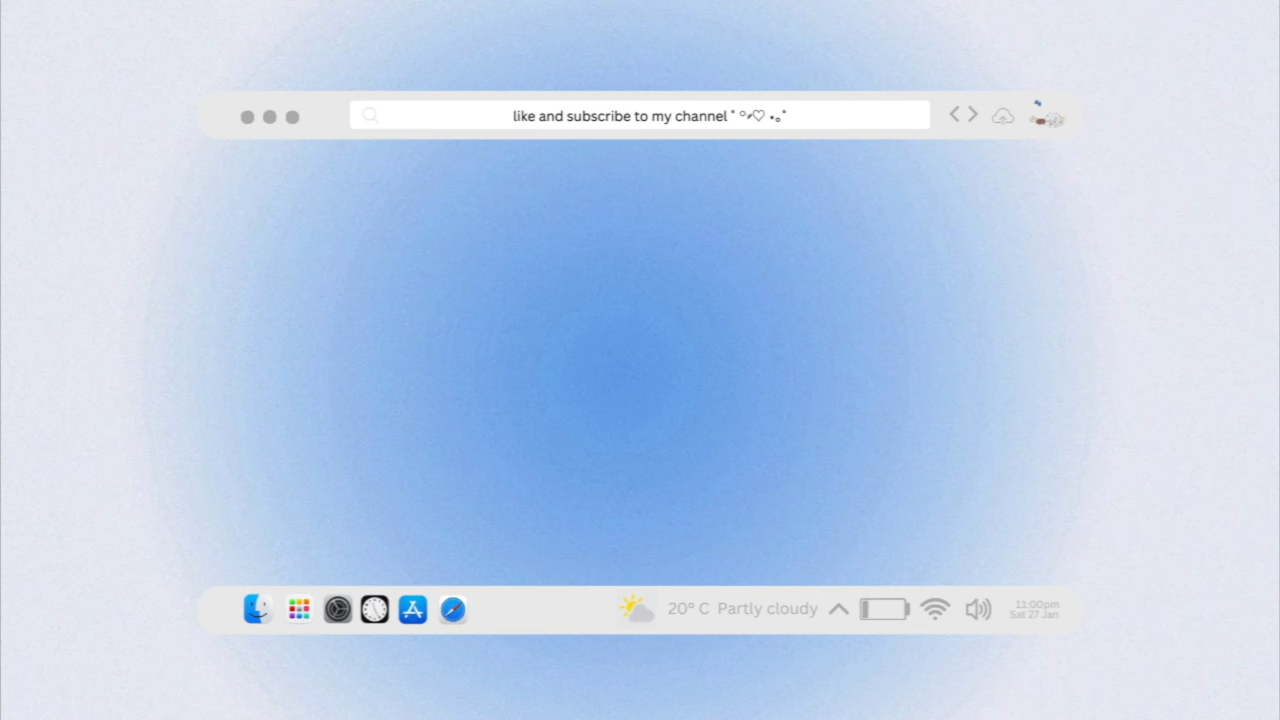 like and subscribe to my channel ˚ ༘♡ ⋆｡˚
20° C Partly cloudy
11:00pm
Sat 27 Jan